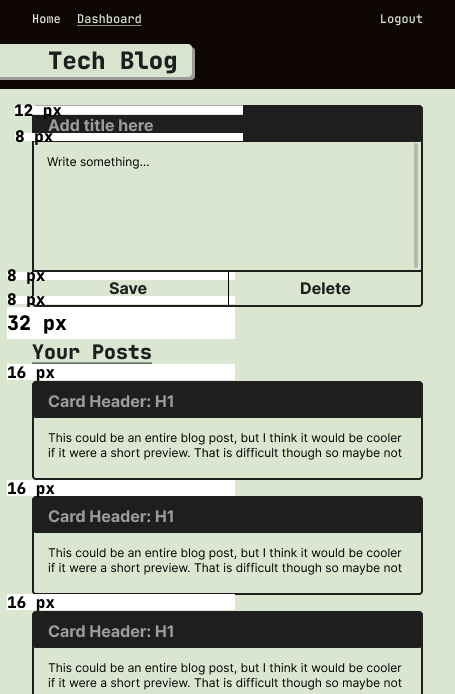 Home Dashboard Logout
Tech Blog
12 px
Add title here
8 px
Write something...
8 px
Save Delete
8 px
32 px
Your Posts
16 px
Card Header: H1
This could be an entire blog post, but I think it would be cooler
if it were a short preview. That is difficult though so maybe not
16 px
Card Header: H1
This could be an entire blog post, but I think it would be cooler
if it were a short preview. That is difficult though so maybe not
16 px
Card Header: H1
This could be an entire blog post, but I think it would be cooler
if it were a short preview. That is difficult though so maybe not